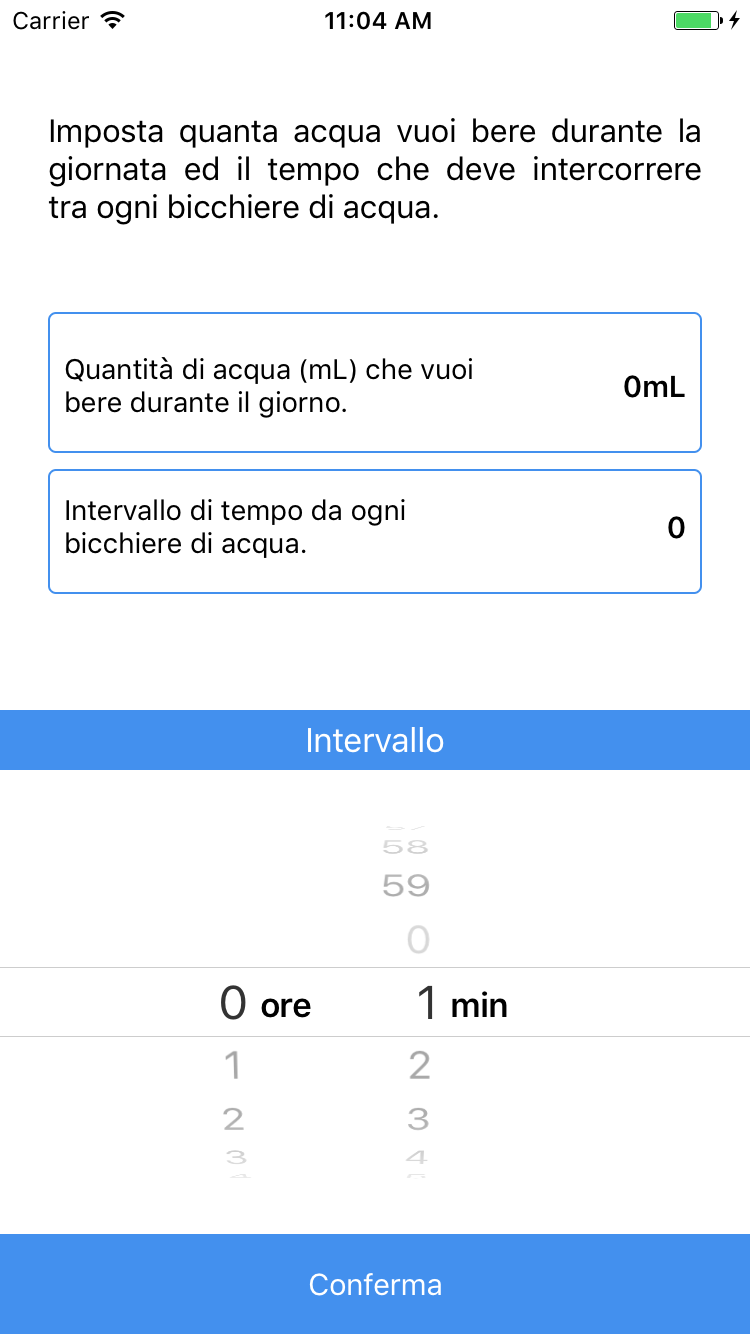 Carrier 11:04 AM
Imposta quanta acqua vuoi bere durante la
giornata ed il tempo che deve intercorrere
tra ogni bicchiere di acqua.
Quantità di acqua (mL) che vuoi
bere durante il giorno.
0mL
Intervallo di tempo da ogni
bicchiere di acqua.
0
Intervallo
58
59
0
0 ore 1 min
1 2
2 3
3 4
Conferma